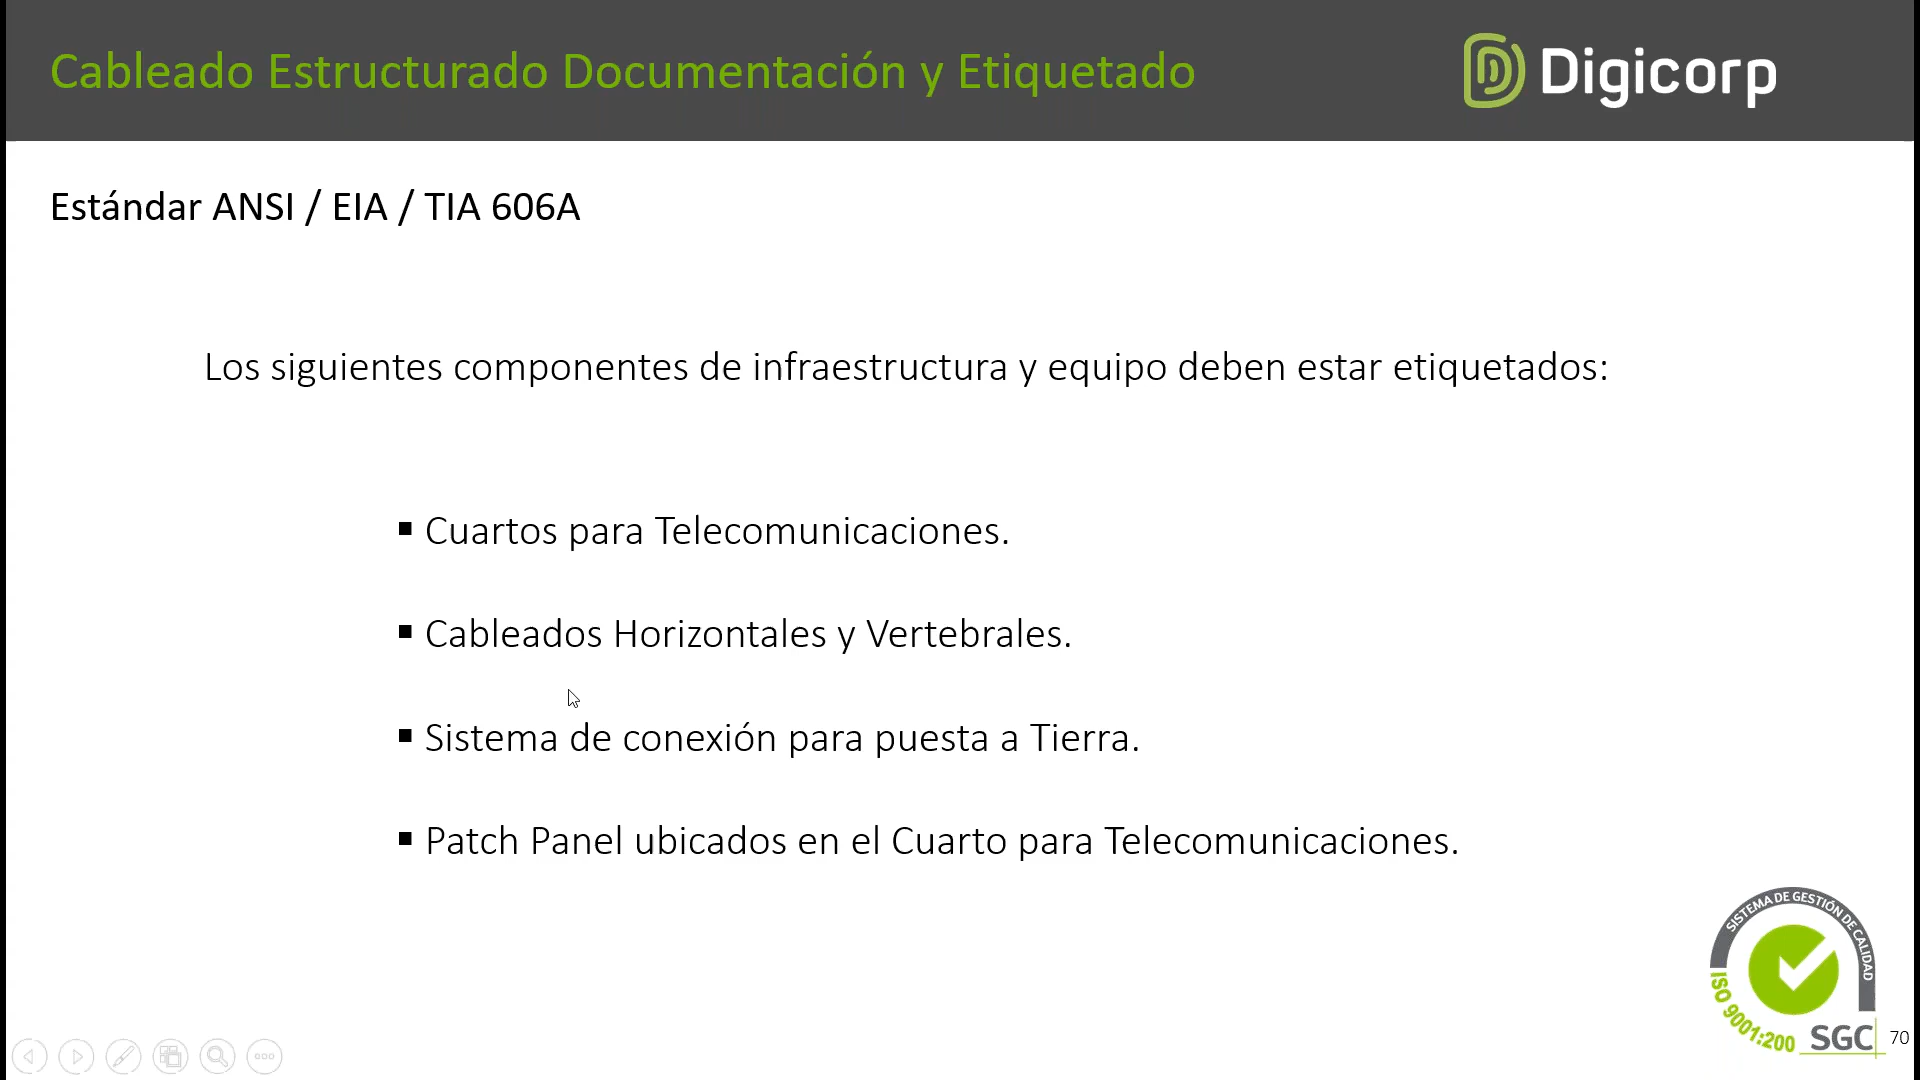 Cableado Estructurado Documentación y Etiquetado
Digicorp
Estándar ANSI / EIA / TIA 606A
Los siguientes componentes de infraestructura y equipo deben estar etiquetados:
▪ Cuartos para Telecomunicaciones.
▪ Cableados Horizontales y Vertebrales.
▪ Sistema de conexión para puesta a Tierra.
▪ Patch Panel ubicados en el Cuarto para Telecomunicaciones.
SISTEMA DE GESTIÓN DE CALIDAD
ISO 9001:200
SGC
70